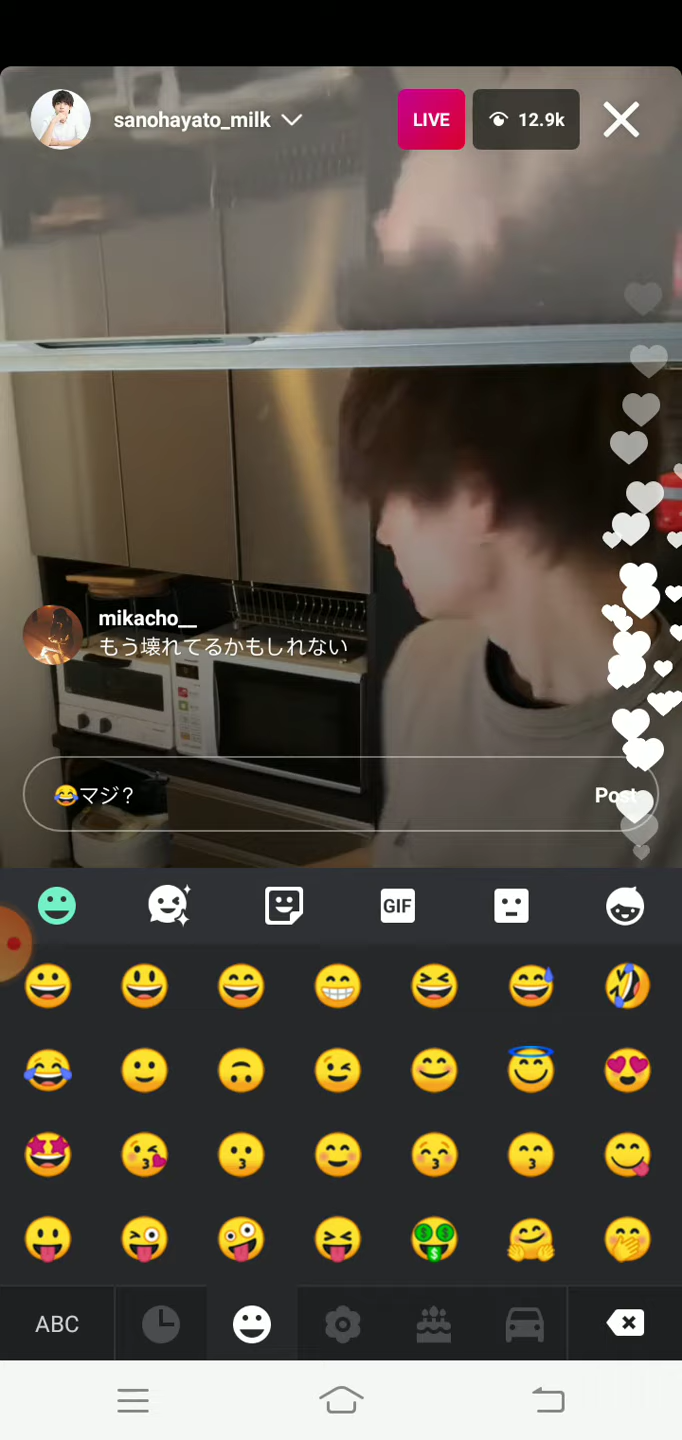 sanohayato_milk
LIVE
12.9k
mikacho__
もう壊れてるかもしれない
😂マジ?
Post
GIF
ABC